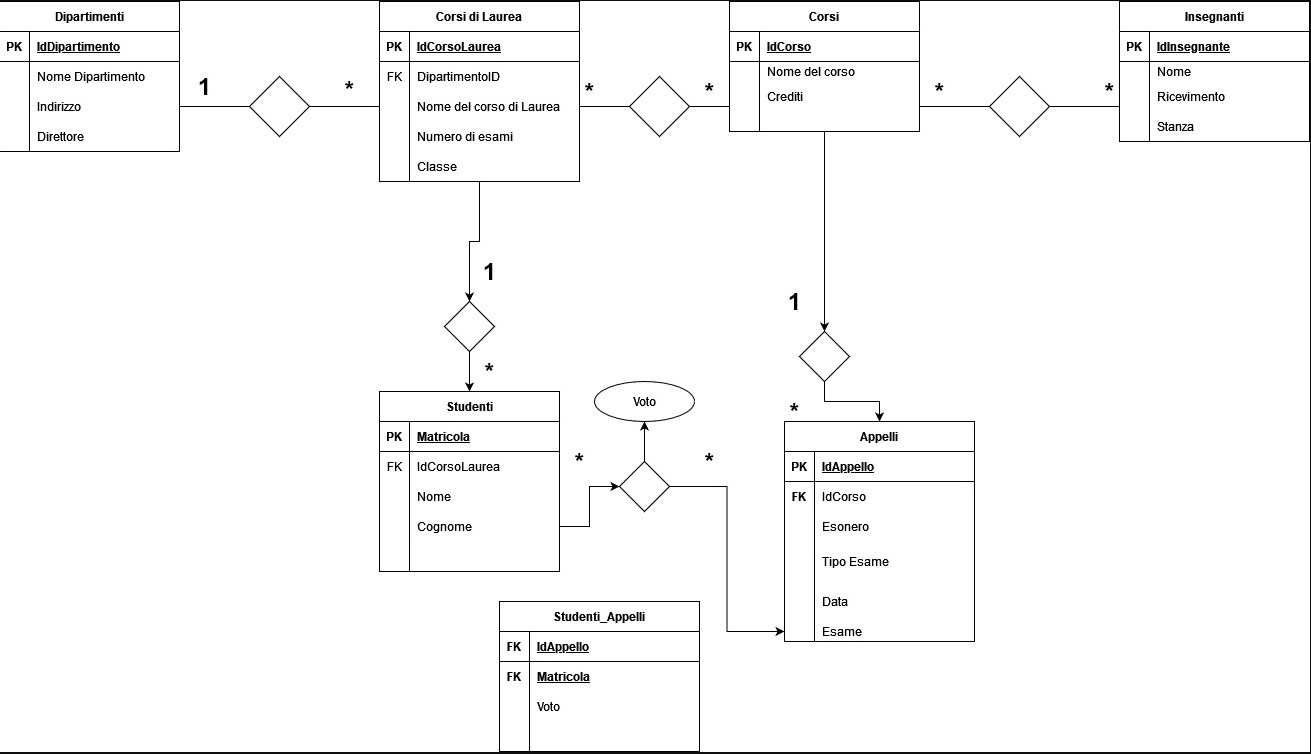 Dipartimenti
PK IdDipartimento
Nome Dipartimento
Indirizzo
Direttore
1
*
Corsi di Laurea
PK IdCorsoLaurea
FK DipartimentoID
Nome del corso di Laurea
Numero di esami
Classe
*
*
Corsi
PK IdCorso
Nome del corso
Crediti
*
*
Insegnanti
PK IdInsegnante
Nome
Ricevimento
Stanza
1
*
1
*
Studenti
PK Matricola
FK IdCorsoLaurea
Nome
Cognome
*
Voto
*
Appelli
PK IdAppello
FK IdCorso
Esonero
Tipo Esame
Data
Esame
Studenti_Appelli
FK IdAppello
FK Matricola
Voto